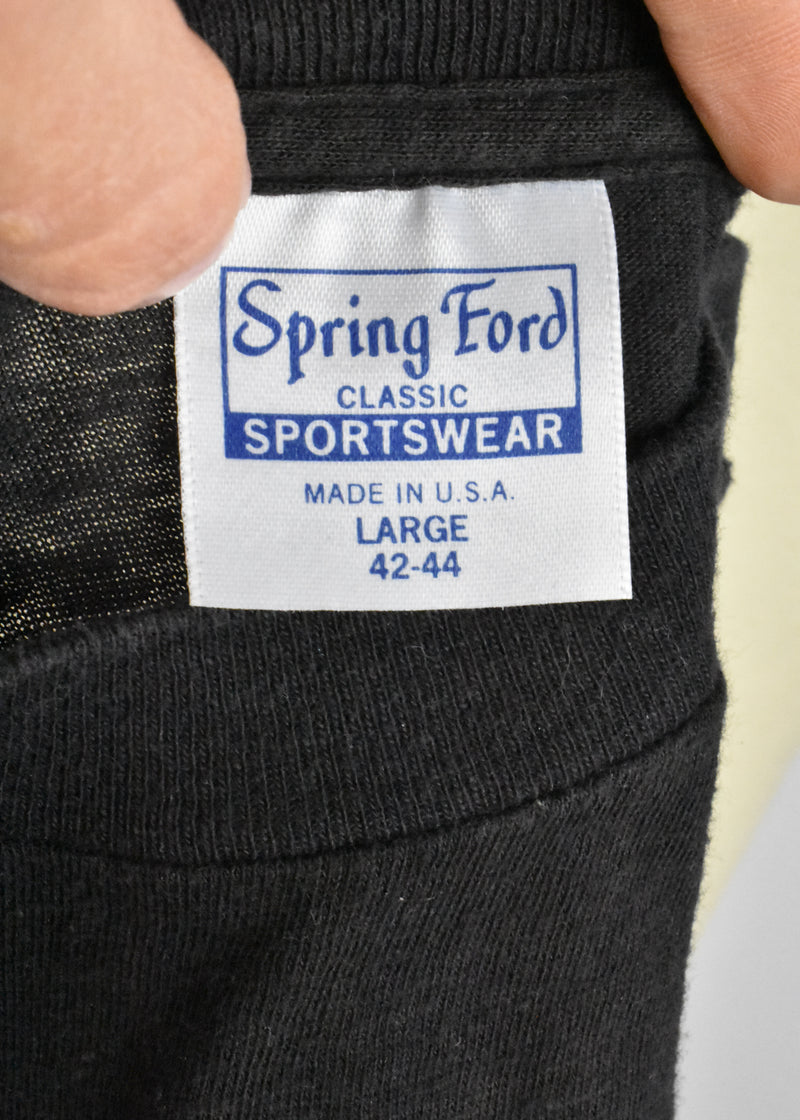 Spring Ford
CLASSIC
SPORTSWEAR
MADE IN U.S.A.
LARGE
42-44